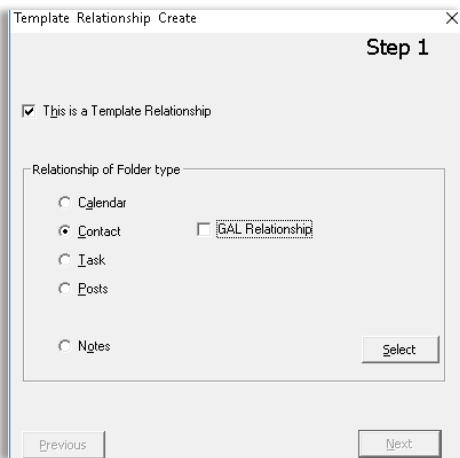 Template Relationship Create
Step 1
This is a Template Relationship
Relationship of Folder type
Calendar
Contact
GAL Relationship
Task
Posts
Notes
Select
Previous
Next